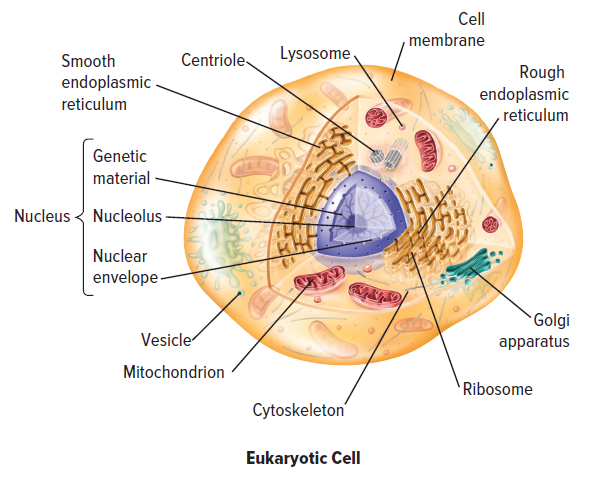 Cell
membrane
Lysosome
Centriole
Smooth
endoplasmic
reticulum
Rough
endoplasmic
reticulum
Genetic
material
Nucleus
Nucleolus
Nuclear
envelope
Golgi
apparatus
Vesicle
Mitochondrion
Ribosome
Cytoskeleton
Eukaryotic Cell